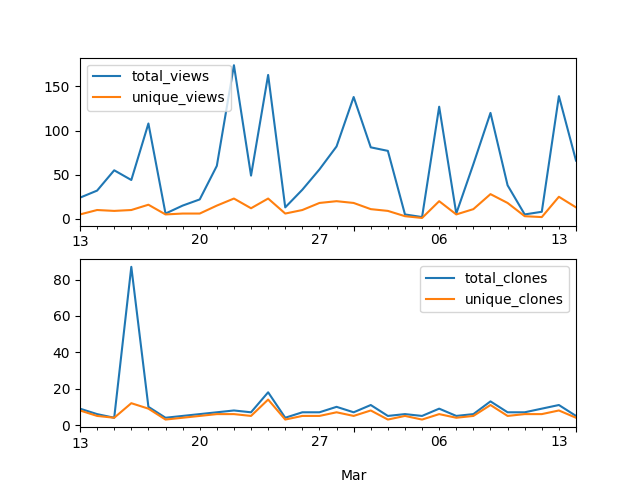 total_views
unique_views
150
100
50
0
13 20 27 06 13
total_clones
unique_clones
80
60
40
20
0
13 20 27 06 13
Mar